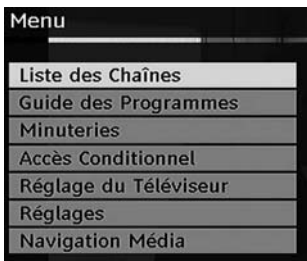 Menu
Liste des Chaînes
Guide des Programmes
Minuteries
Accès Conditionnel
Réglage du Téléviseur
Réglages
Navigation Média